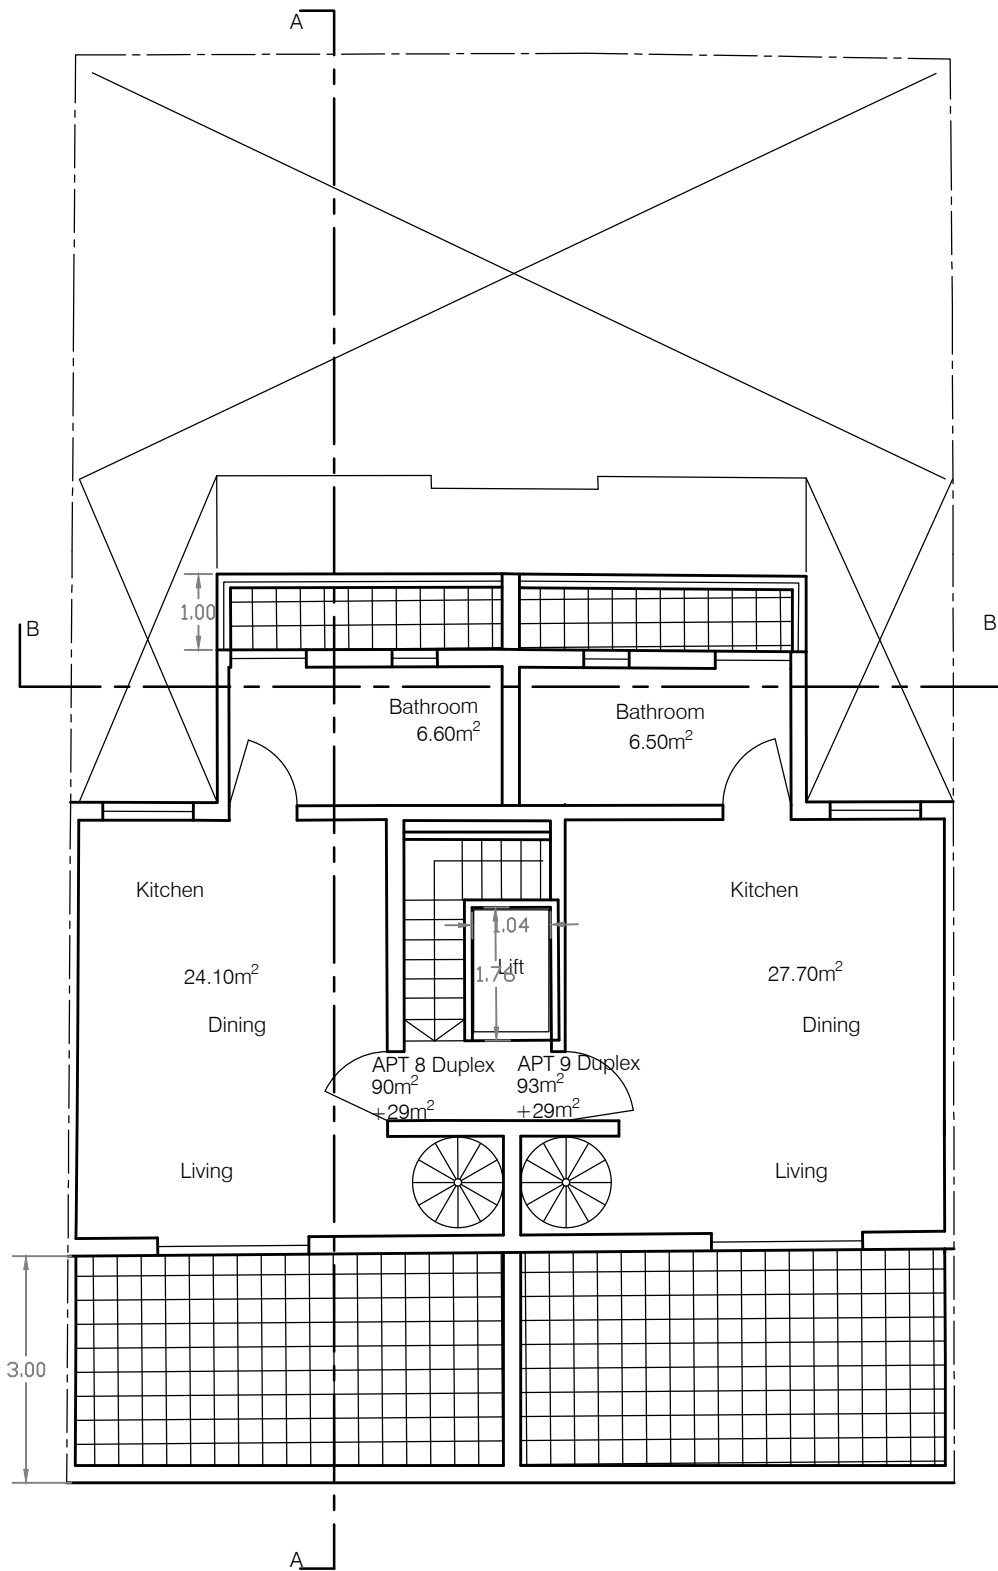 A
1.00
B
B
Bathroom
6.60m²
Bathroom
6.50m²
Kitchen
Kitchen
1.04
Lift
1.76
24.10m²
27.70m²
Dining
Dining
APT 8 Duplex
90m²
+29m²
APT 9 Duplex
93m²
+29m²
Living
Living
3.00
A